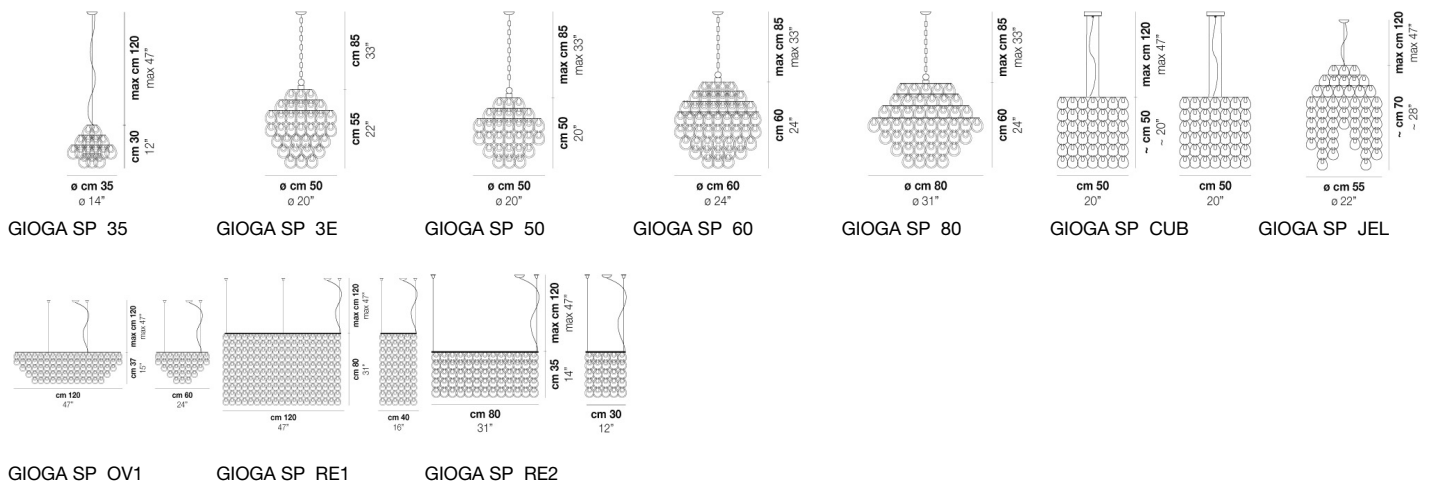 max cm 120
max 47"
cm 30
12"
ø cm 35
ø 14"
GIOGA SP 35
cm 85
33"
cm 55
22"
ø cm 50
ø 20"
GIOGA SP 3E
max cm 85
max 33"
cm 50
20"
ø cm 50
ø 20"
GIOGA SP 50
max cm 85
max 33"
cm 60
24"
ø cm 60
ø 24"
GIOGA SP 60
max cm 85
max 33"
cm 60
24"
ø cm 80
ø 31"
GIOGA SP 80
max cm 120
max 47"
~ cm 50
~ 20"
cm 50
20"
cm 50
20"
GIOGA SP CUB
max cm 120
max 47"
~ cm 70
~ 28"
ø cm 55
ø 22"
GIOGA SP JEL
max cm 120
max 47"
cm 37
15"
cm 120
47"
cm 60
24"
GIOGA SP OV1
max cm 120
max 47"
cm 80
31"
cm 120
47"
cm 40
16"
GIOGA SP RE1
max cm 120
max 47"
cm 35
14"
cm 80
31"
cm 30
12"
GIOGA SP RE2